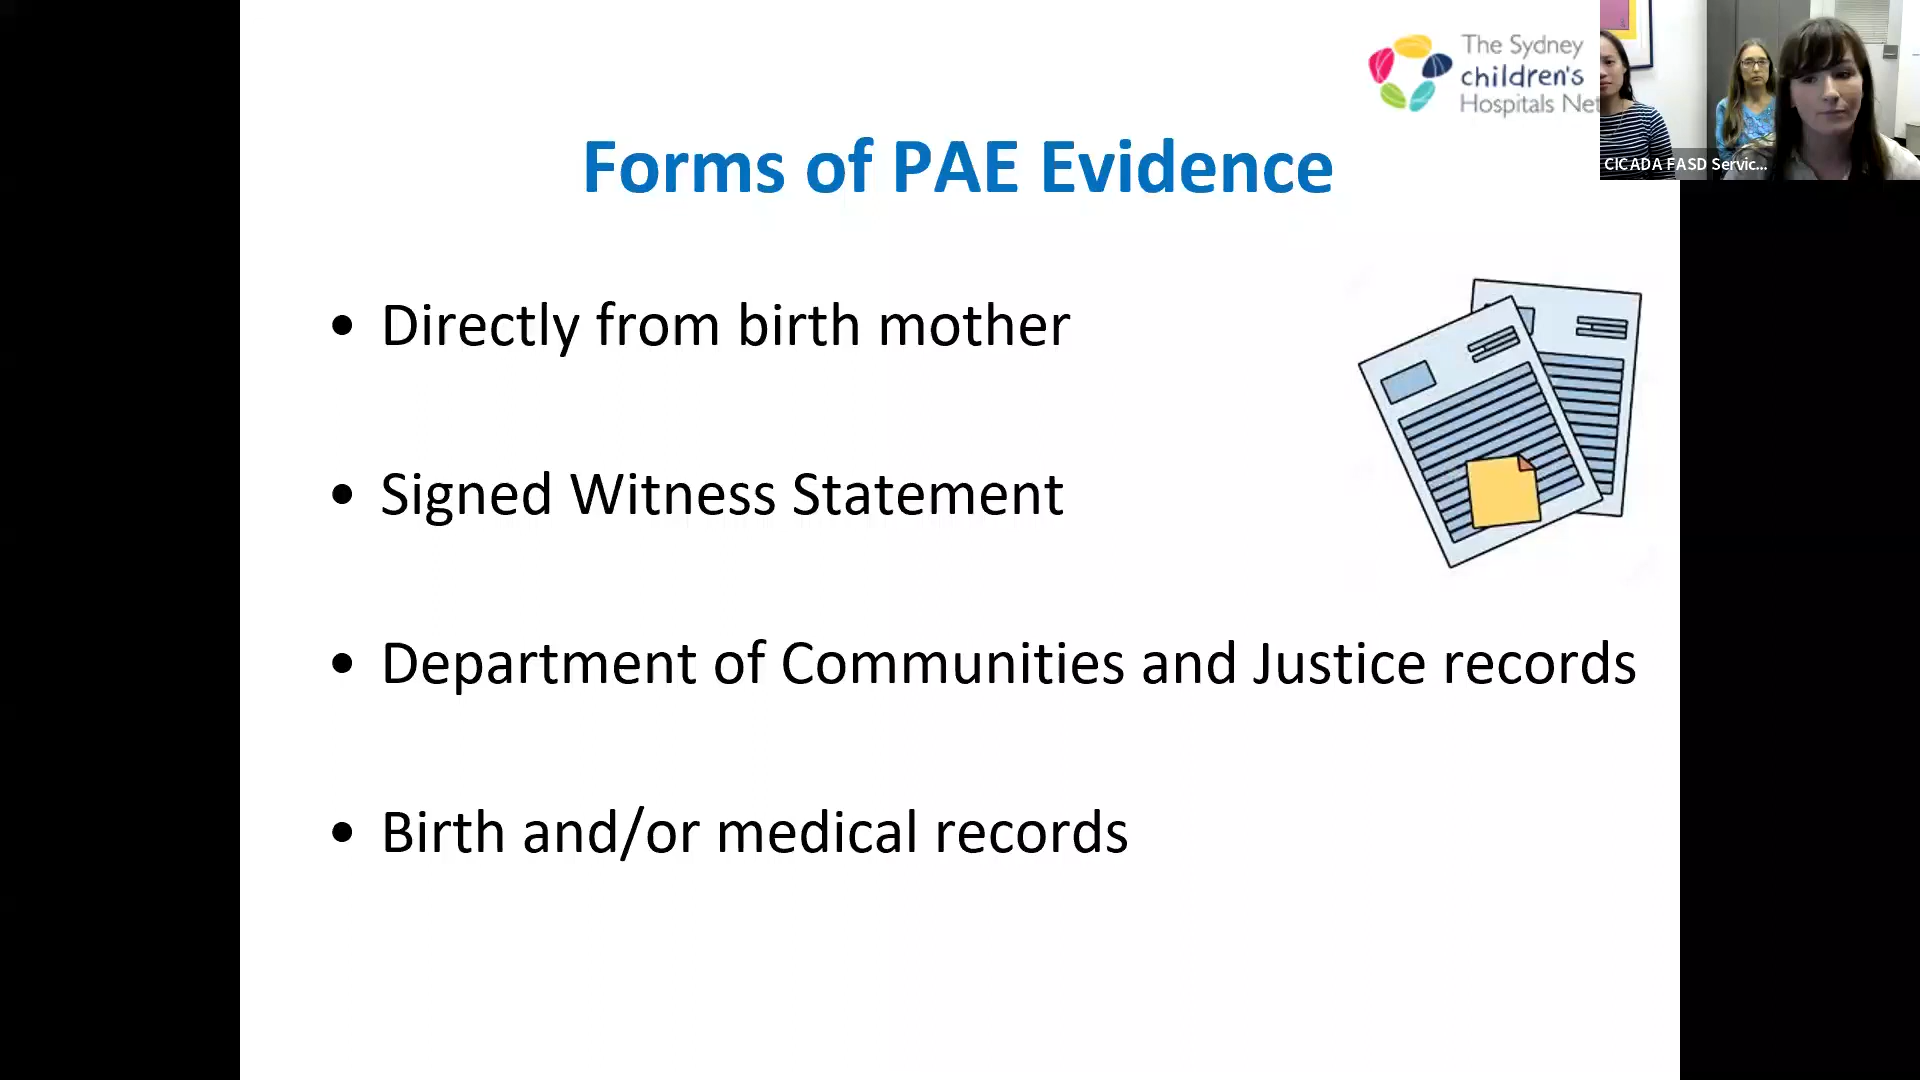 The Sydney
children's
Hospitals Net
CICADA FASD Servic...
Forms of PAE Evidence
• Directly from birth mother
• Signed Witness Statement
• Department of Communities and Justice records
• Birth and/or medical records